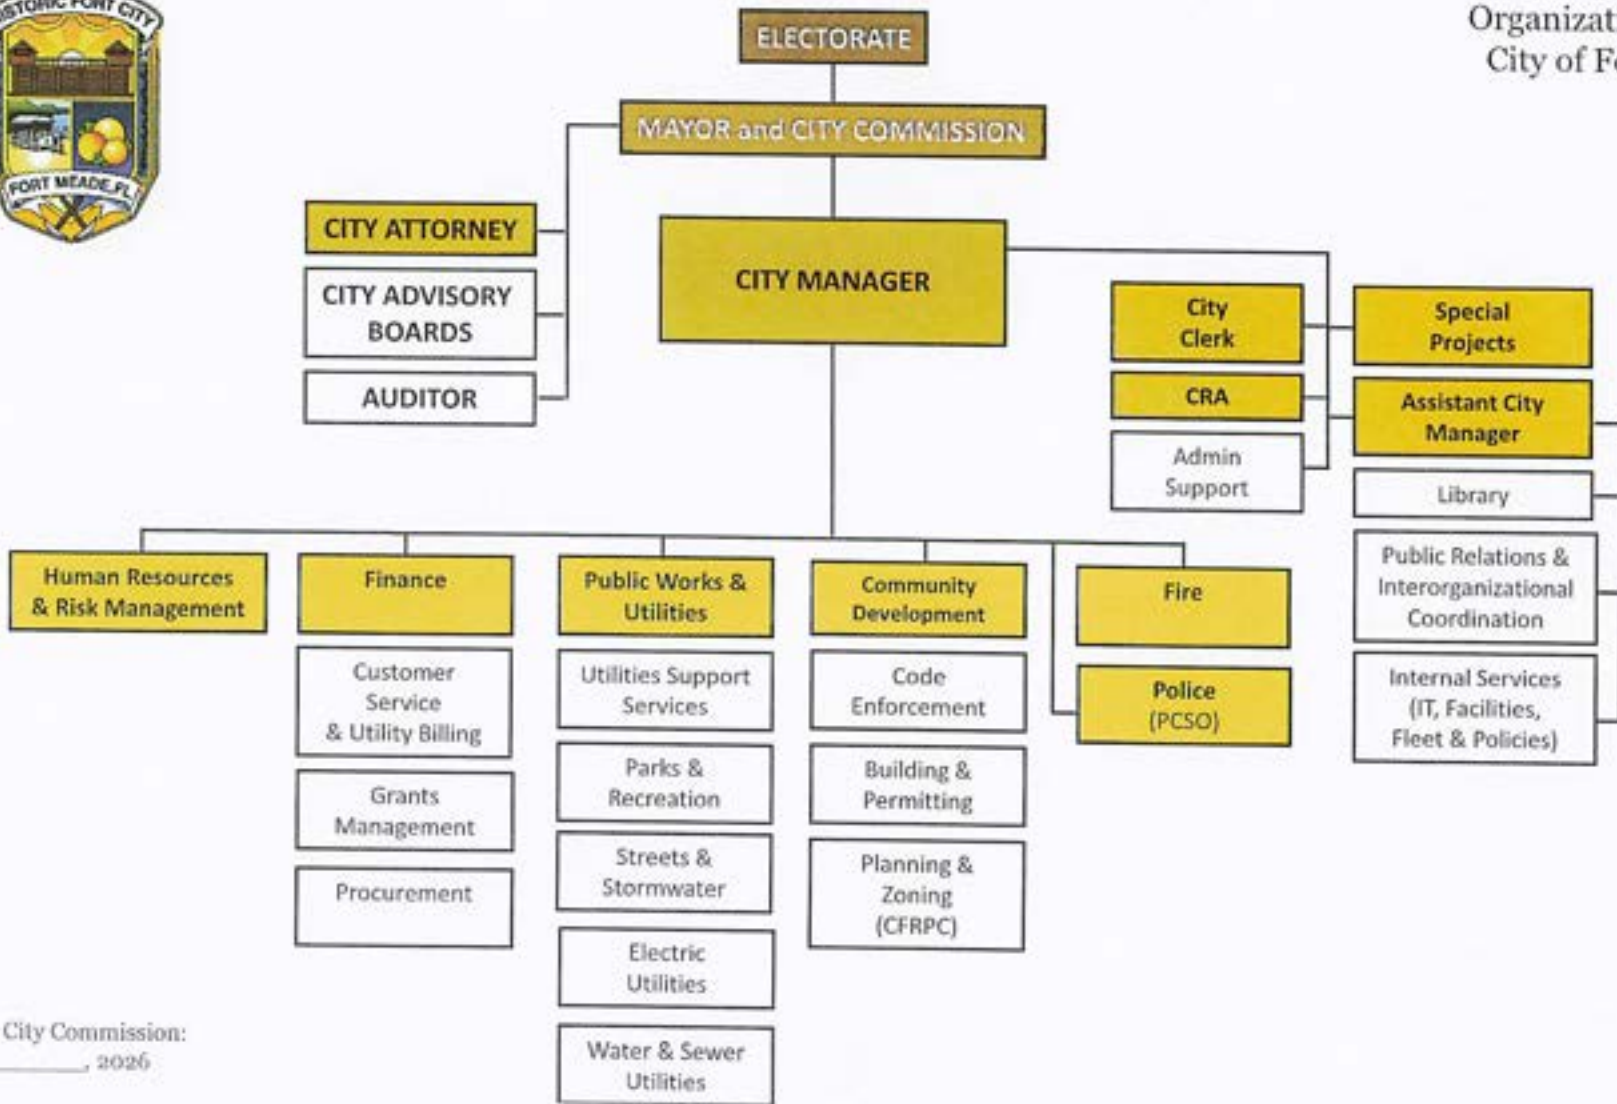 HISTORIC FORT CITY
FORT MEADE, FL
Organizati
City of Fo
ELECTORATE
MAYOR and CITY COMMISSION
CITY ATTORNEY
CITY ADVISORY
BOARDS
AUDITOR
CITY MANAGER
City
Clerk
CRA
Admin
Support
Special
Projects
Assistant City
Manager
Library
Public Relations &
Interorganizational
Coordination
Internal Services
(IT, Facilities,
Fleet & Policies)
Human Resources
& Risk Management
Finance
Customer
Service
& Utility Billing
Grants
Management
Procurement
Public Works &
Utilities
Utilities Support
Services
Parks &
Recreation
Streets &
Stormwater
Electric
Utilities
Water & Sewer
Utilities
Community
Development
Code
Enforcement
Building &
Permitting
Planning &
Zoning
(CFRPC)
Fire
Police
(PCSO)
City Commission:
________, 2026